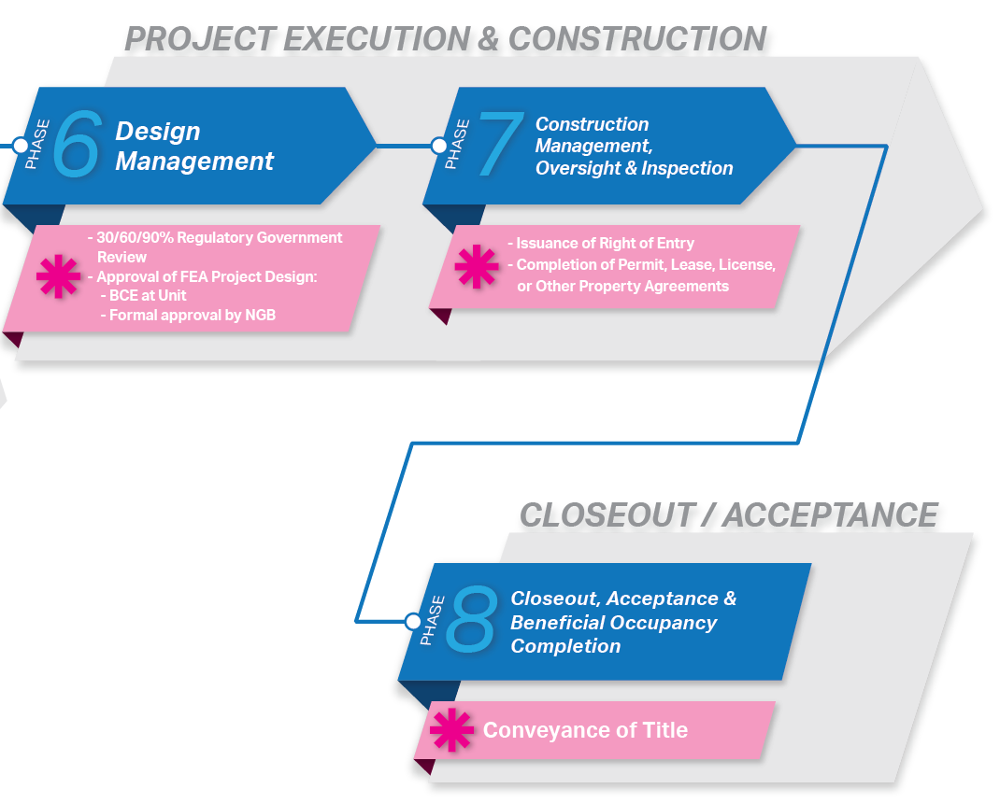 PROJECT EXECUTION & CONSTRUCTION
PHASE 6
Design
Management
- 30/60/90% Regulatory Government
Review
- Approval of FEA Project Design:
- BCE at Unit
- Formal approval by NGB
PHASE 7
Construction
Management,
Oversight & Inspection
- Issuance of Right of Entry
- Completion of Permit, Lease, License,
or Other Property Agreements
CLOSEOUT / ACCEPTANCE
PHASE 8
Closeout, Acceptance &
Beneficial Occupancy
Completion
Conveyance of Title